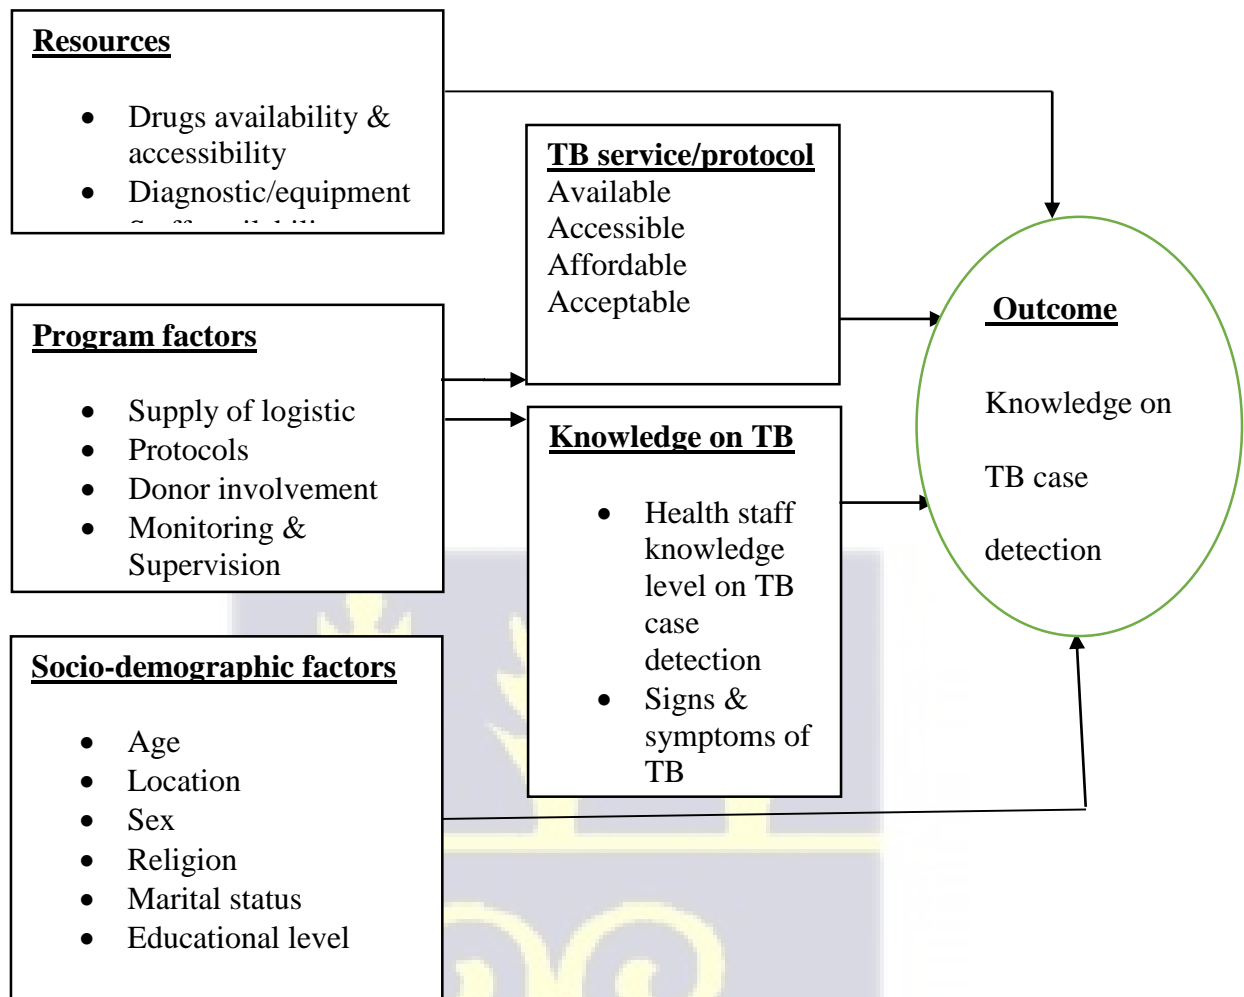 Resources
• Drugs availability &
accessibility
• Diagnostic/equipment
TB service/protocol
Available
Accessible
Affordable
Acceptable
Program factors
• Supply of logistic
• Protocols
• Donor involvement
• Monitoring &
Supervision
Knowledge on TB
• Health staff
knowledge
level on TB
case
detection
• Signs &
symptoms of
TB
Socio-demographic factors
• Age
• Location
• Sex
• Religion
• Marital status
• Educational level
Outcome
Knowledge on
TB case
detection